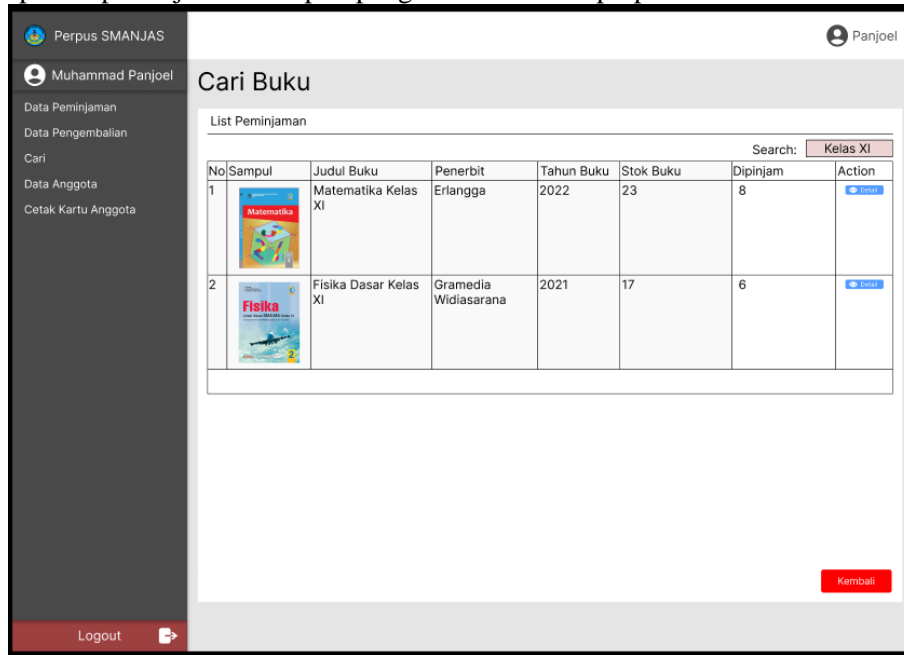 Perpus SMANJAS
Panjoel
Muhammad Panjoel
Data Peminjaman
Data Pengembalian
Cari
Data Anggota
Cetak Kartu Anggota
Logout
Cari Buku
List Peminjaman
Search: Kelas XI
No Sampul Judul Buku Penerbit Tahun Buku Stok Buku Dipinjam Action
1 Matematika Matematika Kelas Erlangga 2022 23 8 Detail
XI
2 Fisika Fisika Dasar Kelas Gramedia 2021 17 6 Detail
XI Widiasarana
2
Kembali